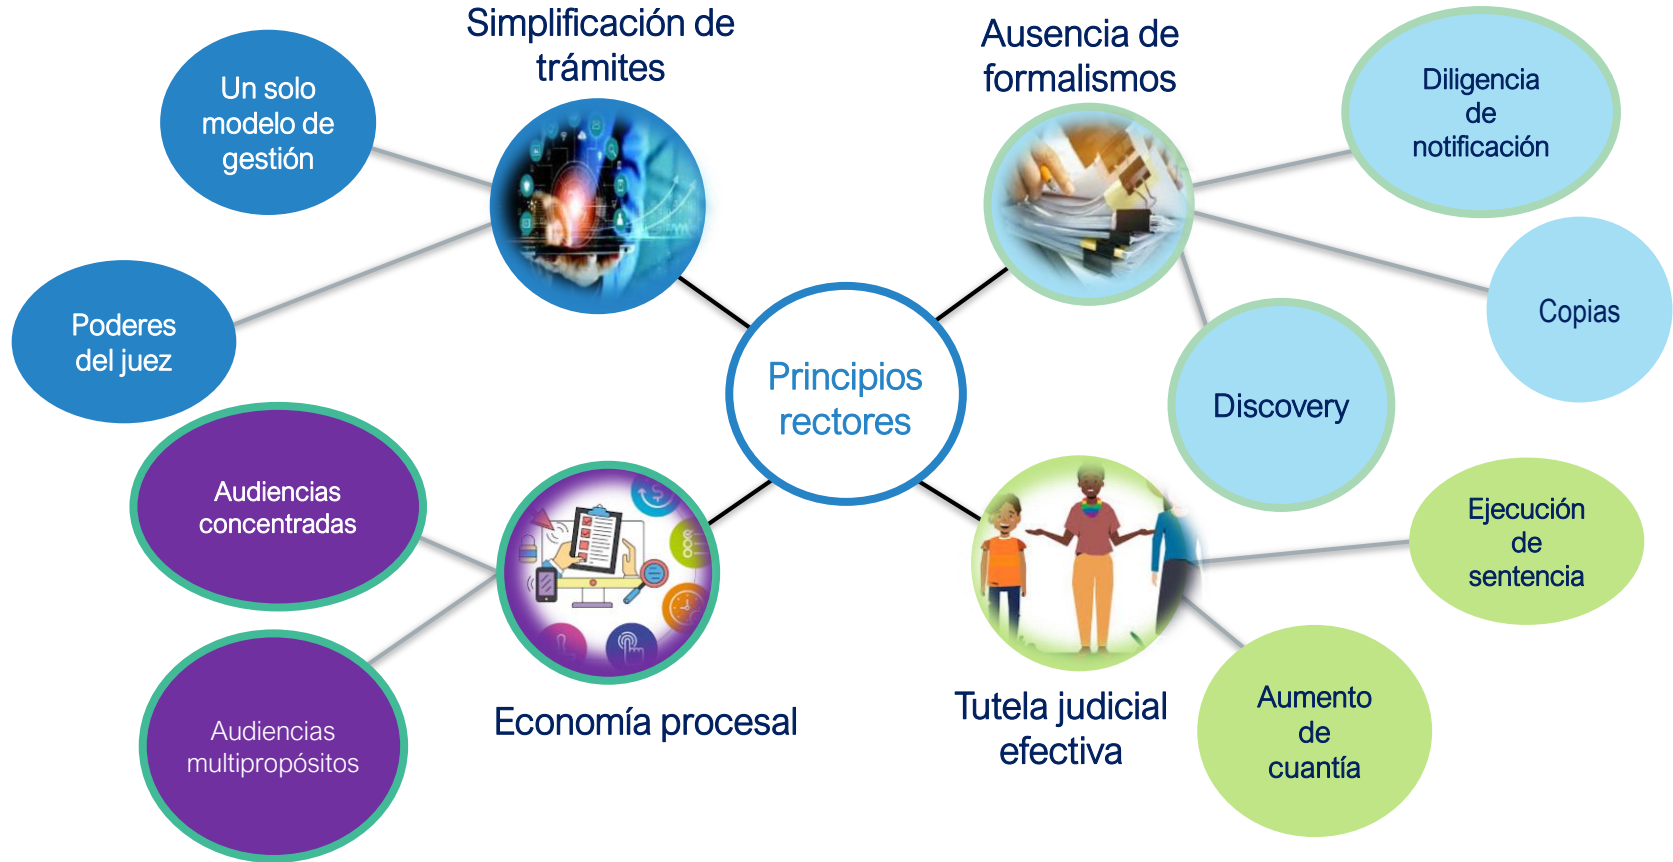 Simplificación de
trámites
Un solo
modelo de
gestión
Poderes
del juez
Ausencia de
formalismos
Diligencia
de
notificación
Copias
Discovery
Principios
rectores
Audiencias
concentradas
Audiencias
multipropósitos
Economía procesal
Tutela judicial
efectiva
Ejecución
de
sentencia
Aumento
de
cuantía